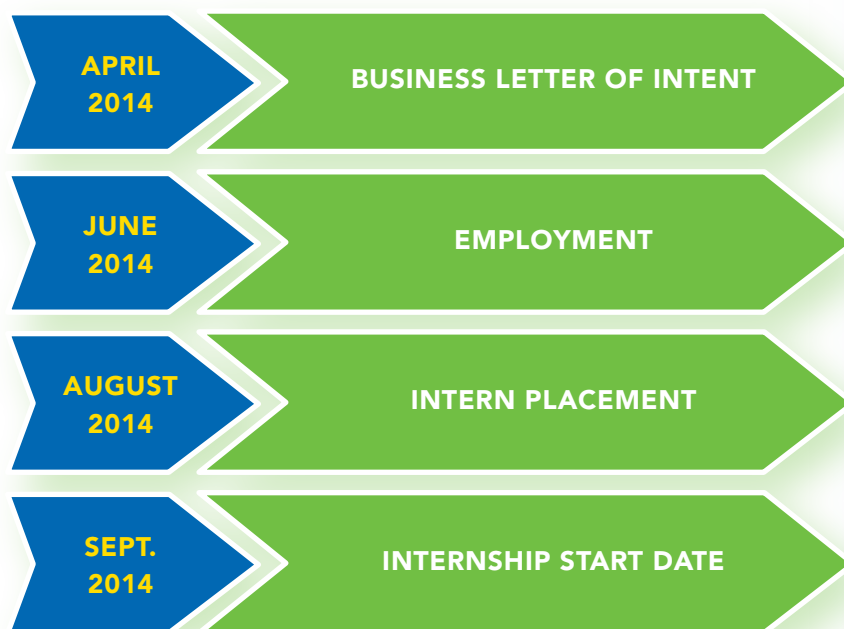 APRIL
2014
BUSINESS LETTER OF INTENT
JUNE
2014
EMPLOYMENT
AUGUST
2014
INTERN PLACEMENT
SEPT.
2014
INTERNSHIP START DATE